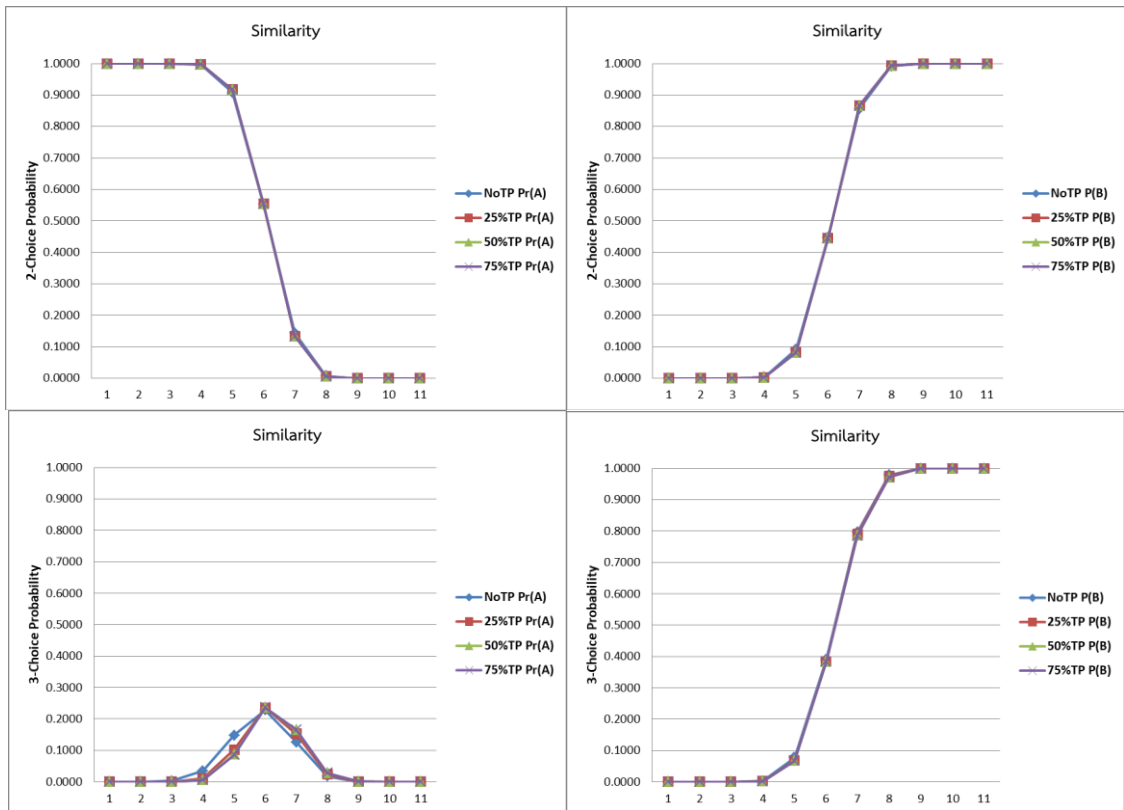 Similarity
1.0000
0.9000
0.8000
0.7000
0.6000
0.5000
0.4000
0.3000
0.2000
0.1000
0.0000
2-Choice Probability
1 2 3 4 5 6 7 8 9 10 11
NoTP Pr(A)
25%TP Pr(A)
50%TP Pr(A)
75%TP Pr(A)
Similarity
1.0000
0.9000
0.8000
0.7000
0.6000
0.5000
0.4000
0.3000
0.2000
0.1000
0.0000
2-Choice Probability
1 2 3 4 5 6 7 8 9 10 11
NoTP P(B)
25%TP P(B)
50%TP P(B)
75%TP P(B)
Similarity
1.0000
0.9000
0.8000
0.7000
0.6000
0.5000
0.4000
0.3000
0.2000
0.1000
0.0000
3-Choice Probability
1 2 3 4 5 6 7 8 9 10 11
NoTP Pr(A)
25%TP Pr(A)
50%TP Pr(A)
75%TP Pr(A)
Similarity
1.0000
0.9000
0.8000
0.7000
0.6000
0.5000
0.4000
0.3000
0.2000
0.1000
0.0000
3-Choice Probability
1 2 3 4 5 6 7 8 9 10 11
NoTP P(B)
25%TP P(B)
50%TP P(B)
75%TP P(B)